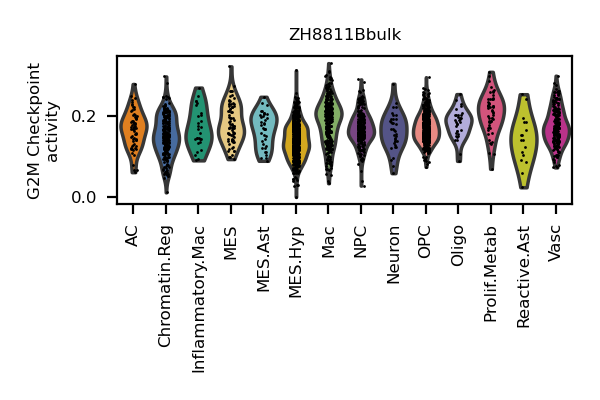 ZH8811Bbulk
G2M Checkpoint
activity
0.2
0.0
AC
Chromatin.Reg
Inflammatory.Mac
MES
MES.Ast
MES.Hyp
Mac
NPC
Neuron
OPC
Oligo
Prolif.Metab
Reactive.Ast
Vasc